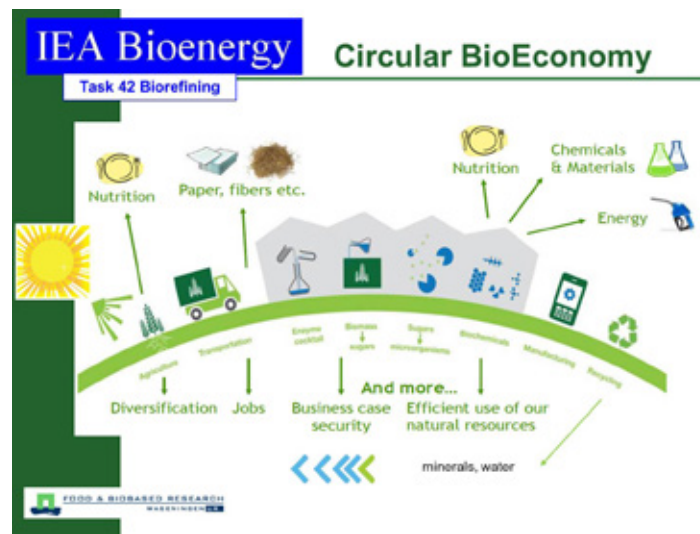 IEA Bioenergy
Circular BioEconomy
Task 42 Biorefining
Nutrition
Paper, fibers etc.
Nutrition
Chemicals
& Materials
Energy
Agriculture
Transportation
Enzyme
cocktail
Biomass
sugars
Sugars
microorganisms
Biochemicals
Manufacturing
Recycling
And more...
Diversification
Jobs
Business case
security
Efficient use of our
natural resources
minerals, water
FOOD & BIOBASED RESEARCH
WAGENINGEN UR